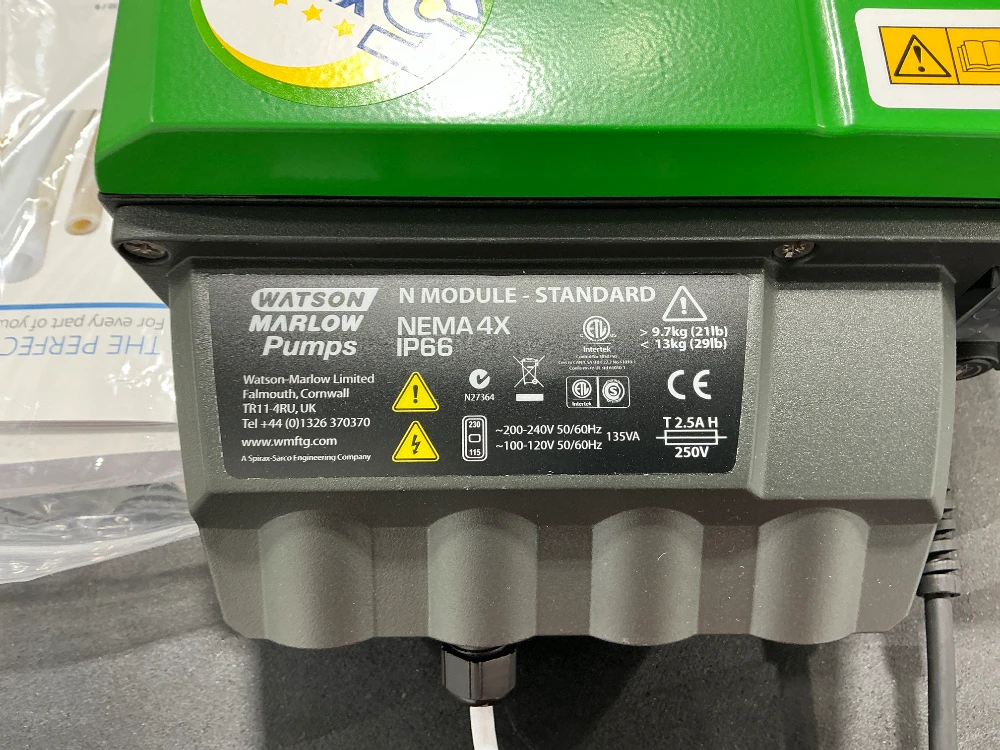 WATSON
MARLOW
Pumps
N MODULE - STANDARD
NEMA 4X
IP66
Intertek
> 9.7kg (21lb)
< 13kg (29lb)
Watson-Marlow Limited
Falmouth, Cornwall
TR11 4RU, UK
Tel +44 (0)1326 370370
www.wmftg.com
A Spirax-Sarco Engineering Company
N27364
ETL
Intertek
CE
230
115
~200-240V 50/60Hz
~100-120V 50/60Hz
135VA
T 2.5A H
250V
THE PERFEC
For every part of you